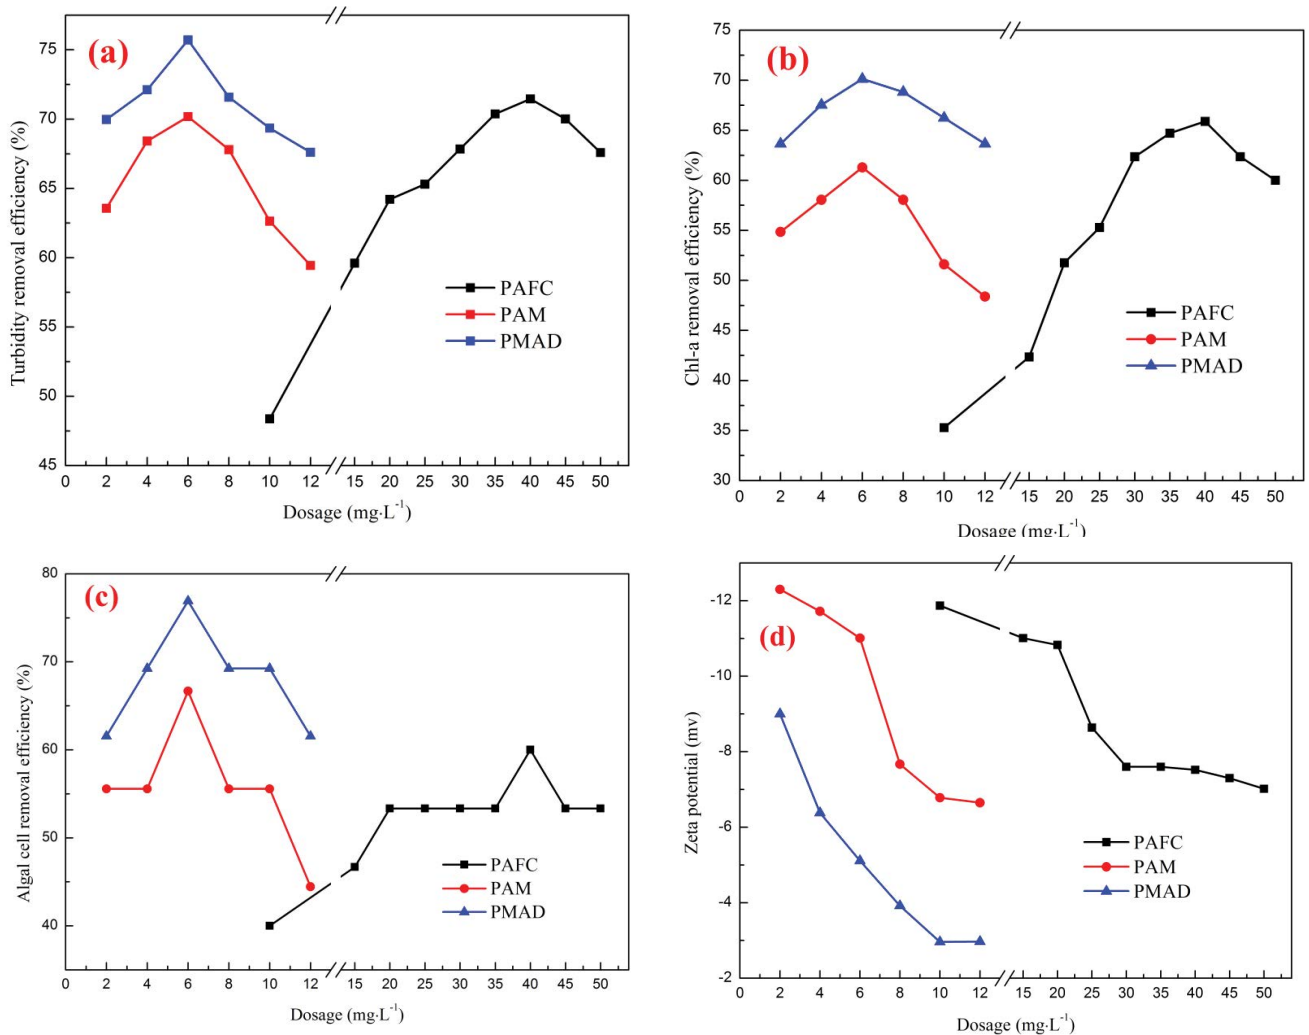 (a)
Turbidity removal efficiency (%)
75
70
65
60
55
50
45
PAFC
PAM
PMAD
0 2 4 6 8 10 12 15 20 25 30 35 40 45 50
Dosage (mg·L⁻¹)
(b)
Chl-a removal efficiency (%)
75
70
65
60
55
50
45
40
35
30
PAFC
PAM
PMAD
0 2 4 6 8 10 12 15 20 25 30 35 40 45 50
Dosage (mg·L⁻¹)
(c)
Algal cell removal efficiency (%)
80
70
60
50
40
PAFC
PAM
PMAD
0 2 4 6 8 10 12 15 20 25 30 35 40 45 50
Dosage (mg·L⁻¹)
(d)
Zeta potential (mv)
-12
-10
-8
-6
-4
-2
PAFC
PAM
PMAD
0 2 4 6 8 10 12 15 20 25 30 35 40 45 50
Dosage (mg·L⁻¹)